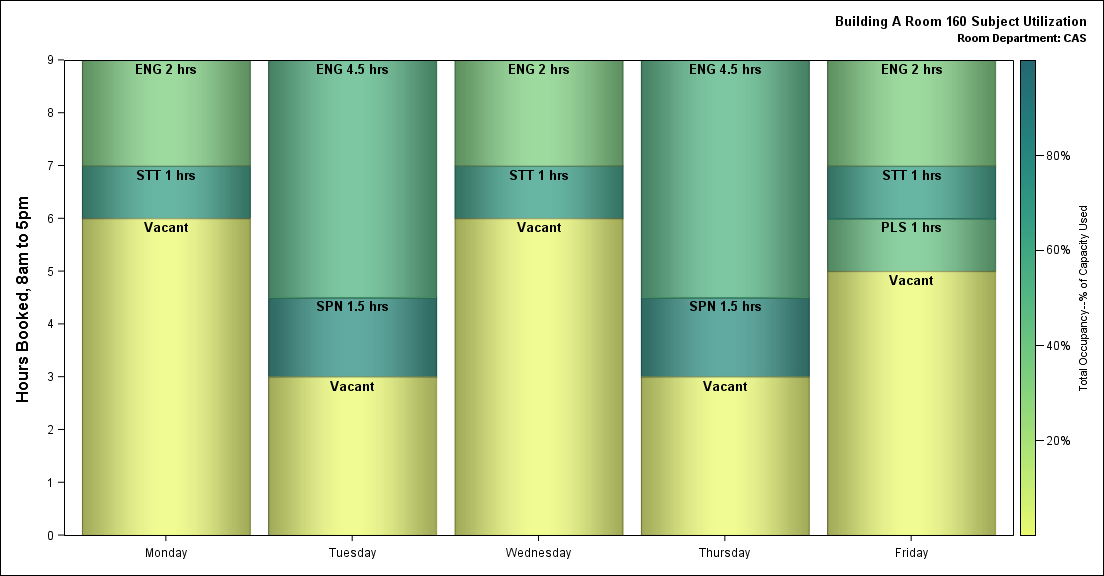 Building A Room 160 Subject Utilization
Room Department: CAS
Hours Booked, 8am to 5pm
9
8
7
6
5
4
3
2
1
0
ENG 2 hrs
STT 1 hrs
Vacant
Monday
ENG 4.5 hrs
SPN 1.5 hrs
Vacant
Tuesday
ENG 2 hrs
STT 1 hrs
Vacant
Wednesday
ENG 4.5 hrs
SPN 1.5 hrs
Vacant
Thursday
ENG 2 hrs
STT 1 hrs
PLS 1 hrs
Vacant
Friday
80%
60%
40%
20%
Total Occupancy--% of Capacity Used